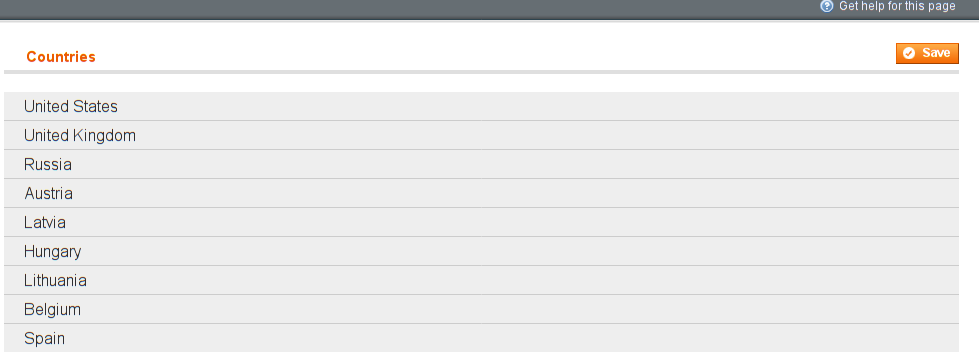 Get help for this page
Countries
Save
United States
United Kingdom
Russia
Austria
Latvia
Hungary
Lithuania
Belgium
Spain